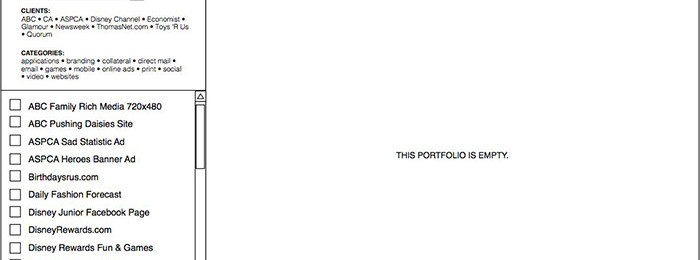 CLIENTS:
ABC • CA • ASPCA • Disney Channel • Economist •
Glamour • Newsweek • ThomasNet.com • Toys 'R Us
• Quorum
CATEGORIES:
applications • branding • collateral • direct mail •
email • games • mobile • online ads • print • social
• video • websites
ABC Family Rich Media 720x480
ABC Pushing Daisies Site
ASPCA Sad Statistic Ad
ASPCA Heroes Banner Ad
Birthdaysrus.com
Daily Fashion Forecast
Disney Junior Facebook Page
DisneyRewards.com
Disney Rewards Fun & Games
THIS PORTFOLIO IS EMPTY.